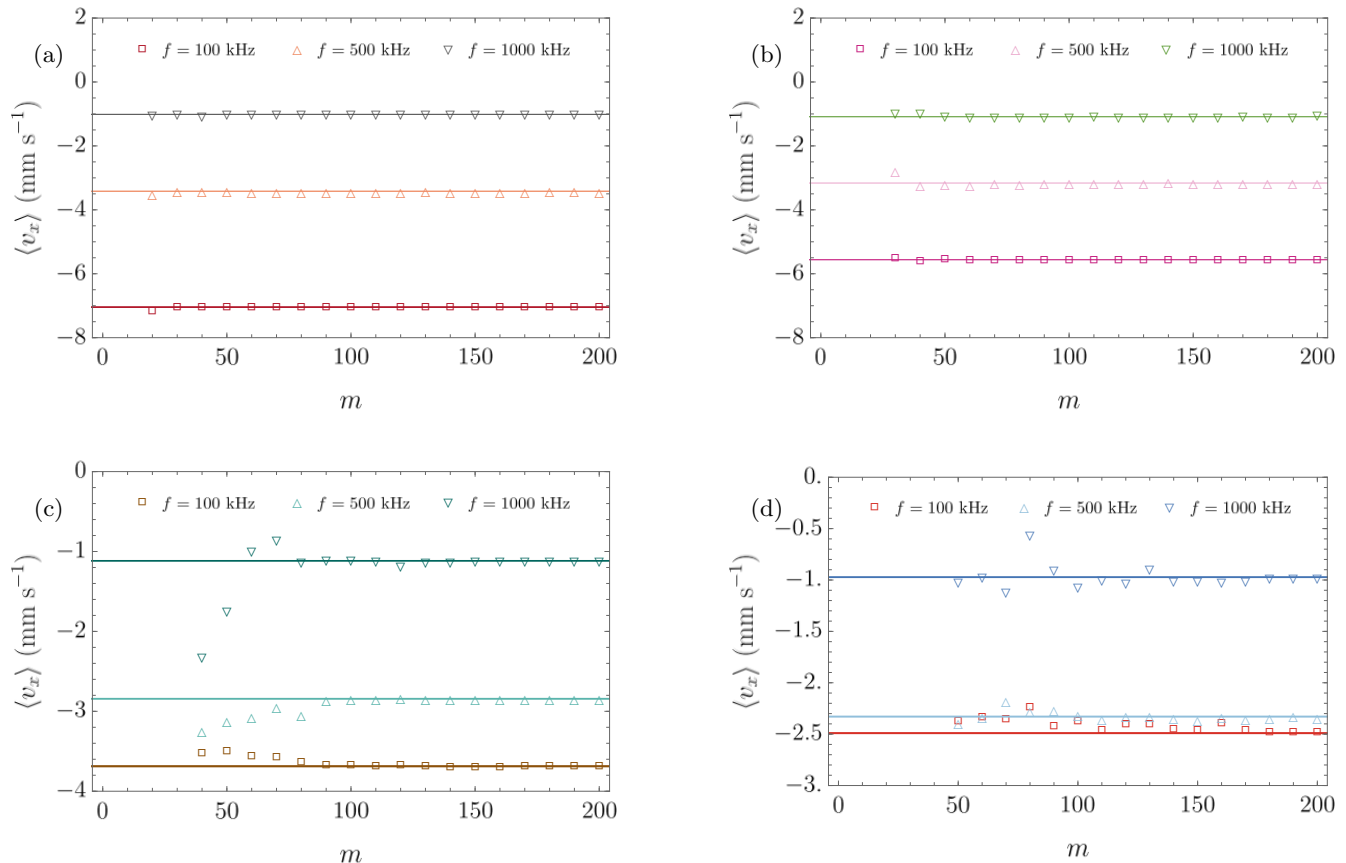 (a)
f = 100 kHz f = 500 kHz f = 1000 kHz
2
0
−2
−4
−6
−8
0 50 100 150 200
⟨v_x⟩ (mm s⁻¹)
m
(b)
f = 100 kHz f = 500 kHz f = 1000 kHz
2
0
−2
−4
−6
−8
0 50 100 150 200
⟨v_x⟩ (mm s⁻¹)
m
(c)
f = 100 kHz f = 500 kHz f = 1000 kHz
0
−1
−2
−3
−4
0 50 100 150 200
⟨v_x⟩ (mm s⁻¹)
m
(d)
f = 100 kHz f = 500 kHz f = 1000 kHz
0.
−0.5
−1.
−1.5
−2.
−2.5
−3.
0 50 100 150 200
⟨v_x⟩ (mm s⁻¹)
m